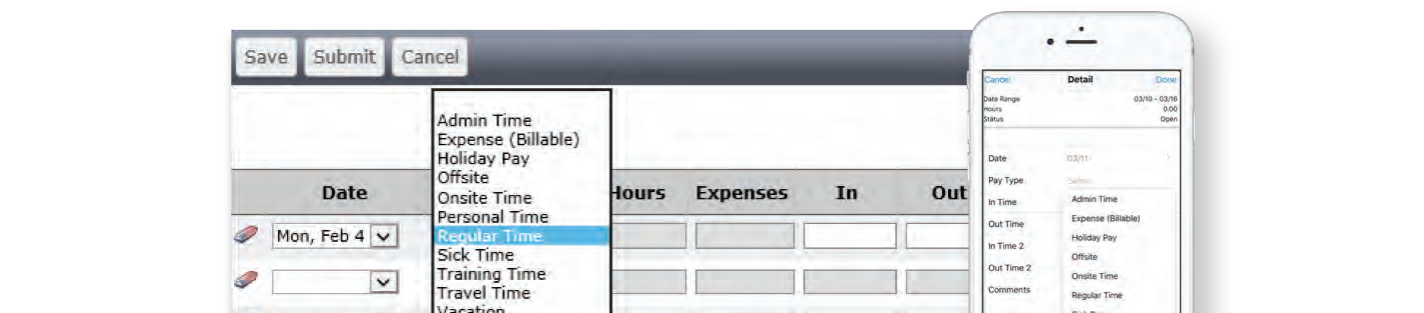 Save Submit Cancel
Admin Time
Expense (Billable)
Holiday Pay
Offsite
Onsite Time
Personal Time
Regular Time
Sick Time
Training Time
Travel Time
Vacation
Date Hours Expenses In Out
Mon, Feb 4
Cancel Detail Done
Date Range 03/10 - 03/16
Hours 0.00
Status Open
Date 03/11
Pay Type Select
In Time
Out Time
In Time 2
Out Time 2
Comments
Admin Time
Expense (Billable)
Holiday Pay
Offsite
Onsite Time
Regular Time